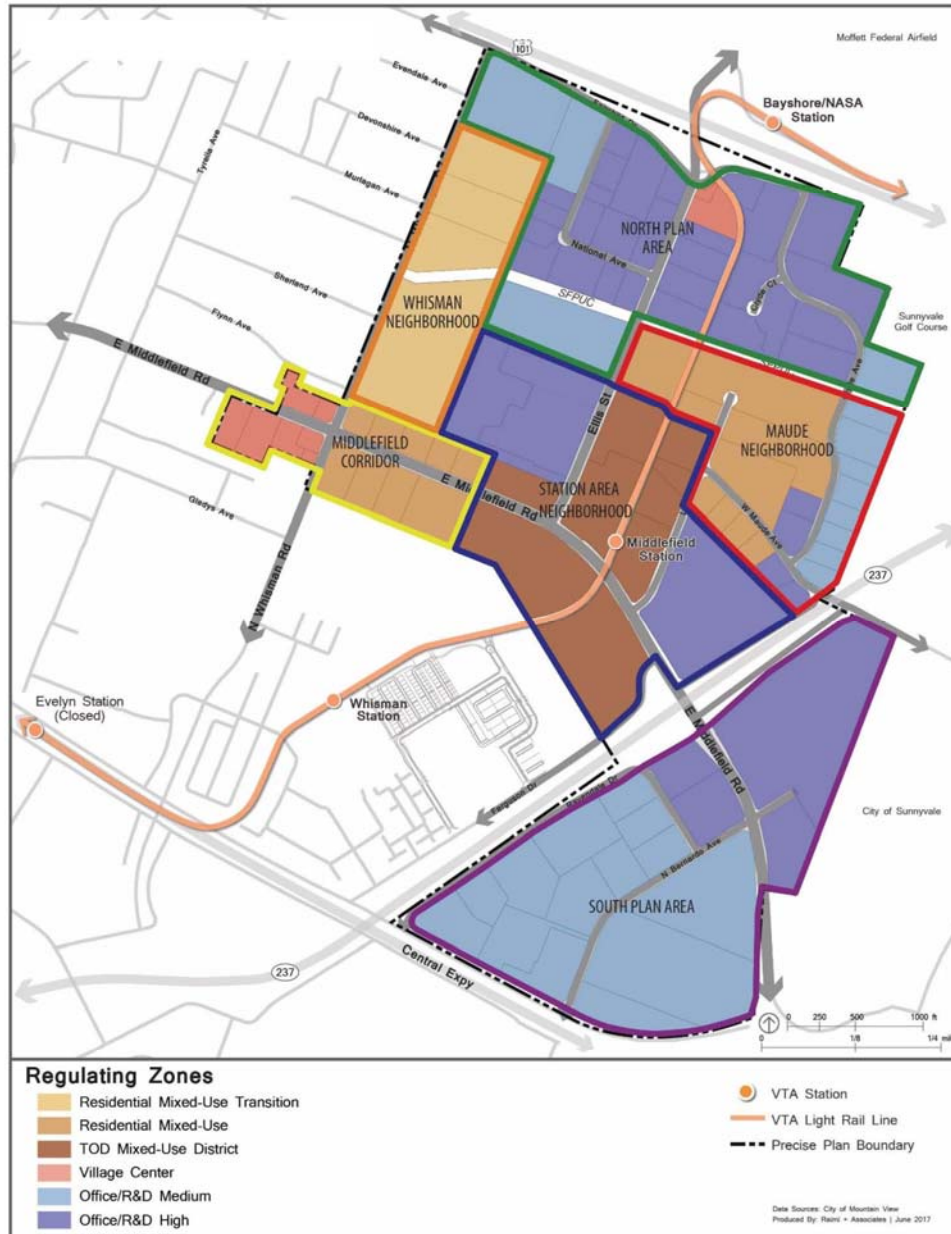 Moffett Federal Airfield
101
Evandale Ave
Devonshire Ave
Tyrella Ave
Murlagan Ave
Bayshore/NASA
Station
NORTH PLAN
AREA
National Ave
Clyde Ct
Sherland Ave
WHISMAN
NEIGHBORHOOD
SFPUC
Flynn Ave
E Middlefield Rd
Sunnyvale
Golf Course
Ellis St
MAUDE
NEIGHBORHOOD
MIDDLEFIELD
CORRIDOR
E Middlefield Rd
STATION AREA
NEIGHBORHOOD
W Maude Ave
Gladys Ave
Middlefield
Station
237
N Whisman Rd
Evelyn Station
(Closed)
Whisman
Station
E Middlefield Rd
Ferguson Dr
City of Sunnyvale
N Bernardo Ave
SOUTH PLAN AREA
237
Central Expy
0 250 500 1000 ft
0 1/8 1/4 mil
Regulating Zones
Residential Mixed-Use Transition
Residential Mixed-Use
TOD Mixed-Use District
Village Center
Office/R&D Medium
Office/R&D High
VTA Station
VTA Light Rail Line
Precise Plan Boundary
Data Sources: City of Mountain View
Produced By: Raimi + Associates | June 2017